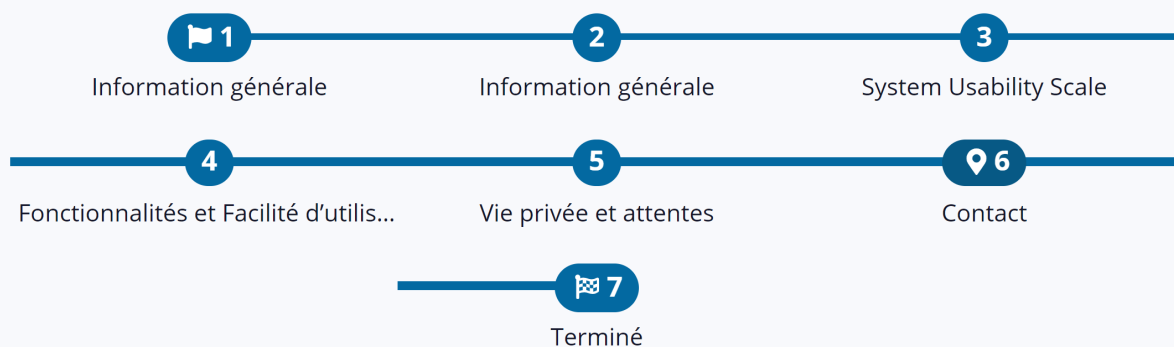 1 2 3
Information générale Information générale System Usability Scale
4 5 6
Fonctionnalités et Facilité d’utilis... Vie privée et attentes Contact
7
Terminé